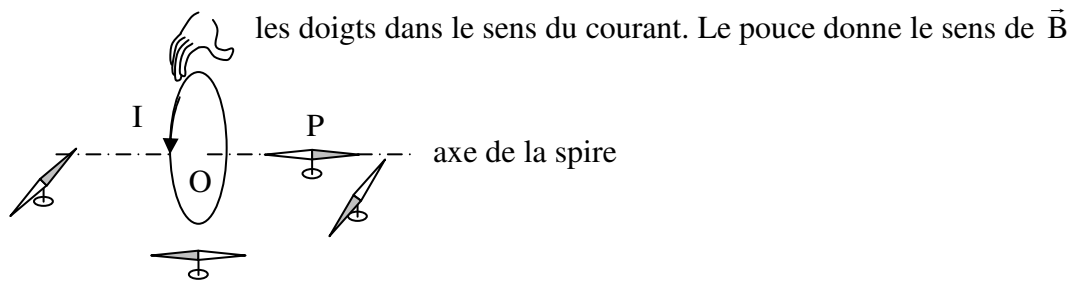 les doigts dans le sens du courant. Le pouce donne le sens de B⃗
I
P
axe de la spire
O